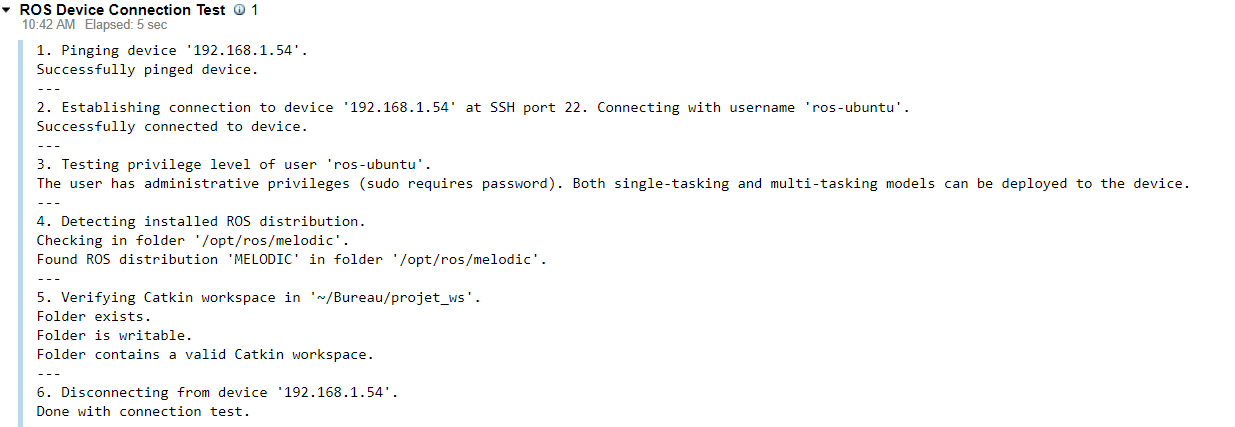 ROS Device Connection Test 1
10:42 AM Elapsed: 5 sec
1. Pinging device '192.168.1.54'.
Successfully pinged device.
---
2. Establishing connection to device '192.168.1.54' at SSH port 22. Connecting with username 'ros-ubuntu'.
Successfully connected to device.
---
3. Testing privilege level of user 'ros-ubuntu'.
The user has administrative privileges (sudo requires password). Both single-tasking and multi-tasking models can be deployed to the device.
---
4. Detecting installed ROS distribution.
Checking in folder '/opt/ros/melodic'.
Found ROS distribution 'MELODIC' in folder '/opt/ros/melodic'.
---
5. Verifying Catkin workspace in '~/Bureau/projet_ws'.
Folder exists.
Folder is writable.
Folder contains a valid Catkin workspace.
---
6. Disconnecting from device '192.168.1.54'.
Done with connection test.